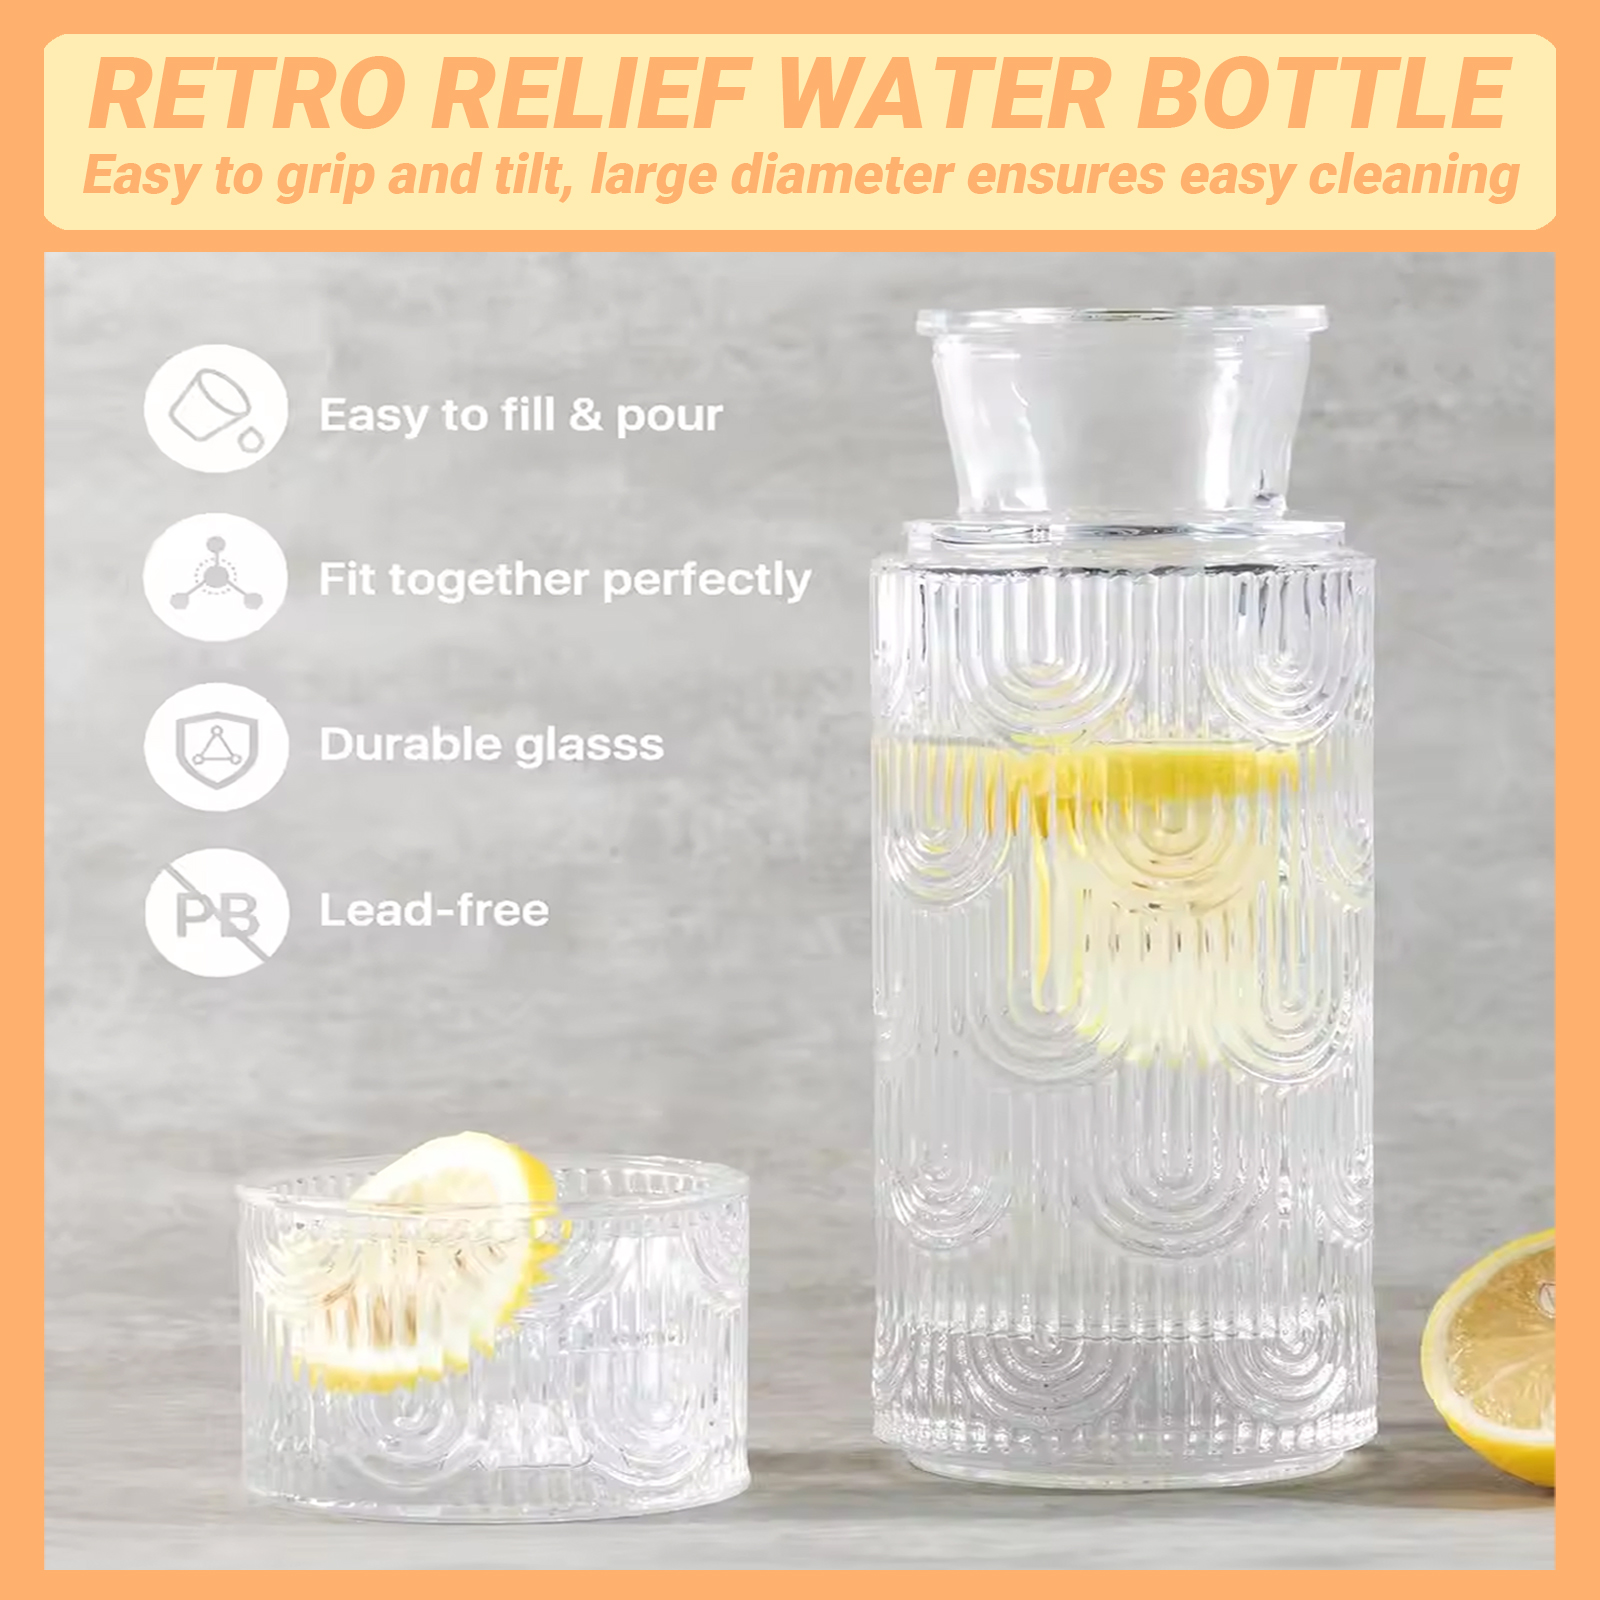 RETRO RELIEF WATER BOTTLE
Easy to grip and tilt, large diameter ensures easy cleaning
Easy to fill & pour
Fit together perfectly
Durable glasss
PB
Lead-free